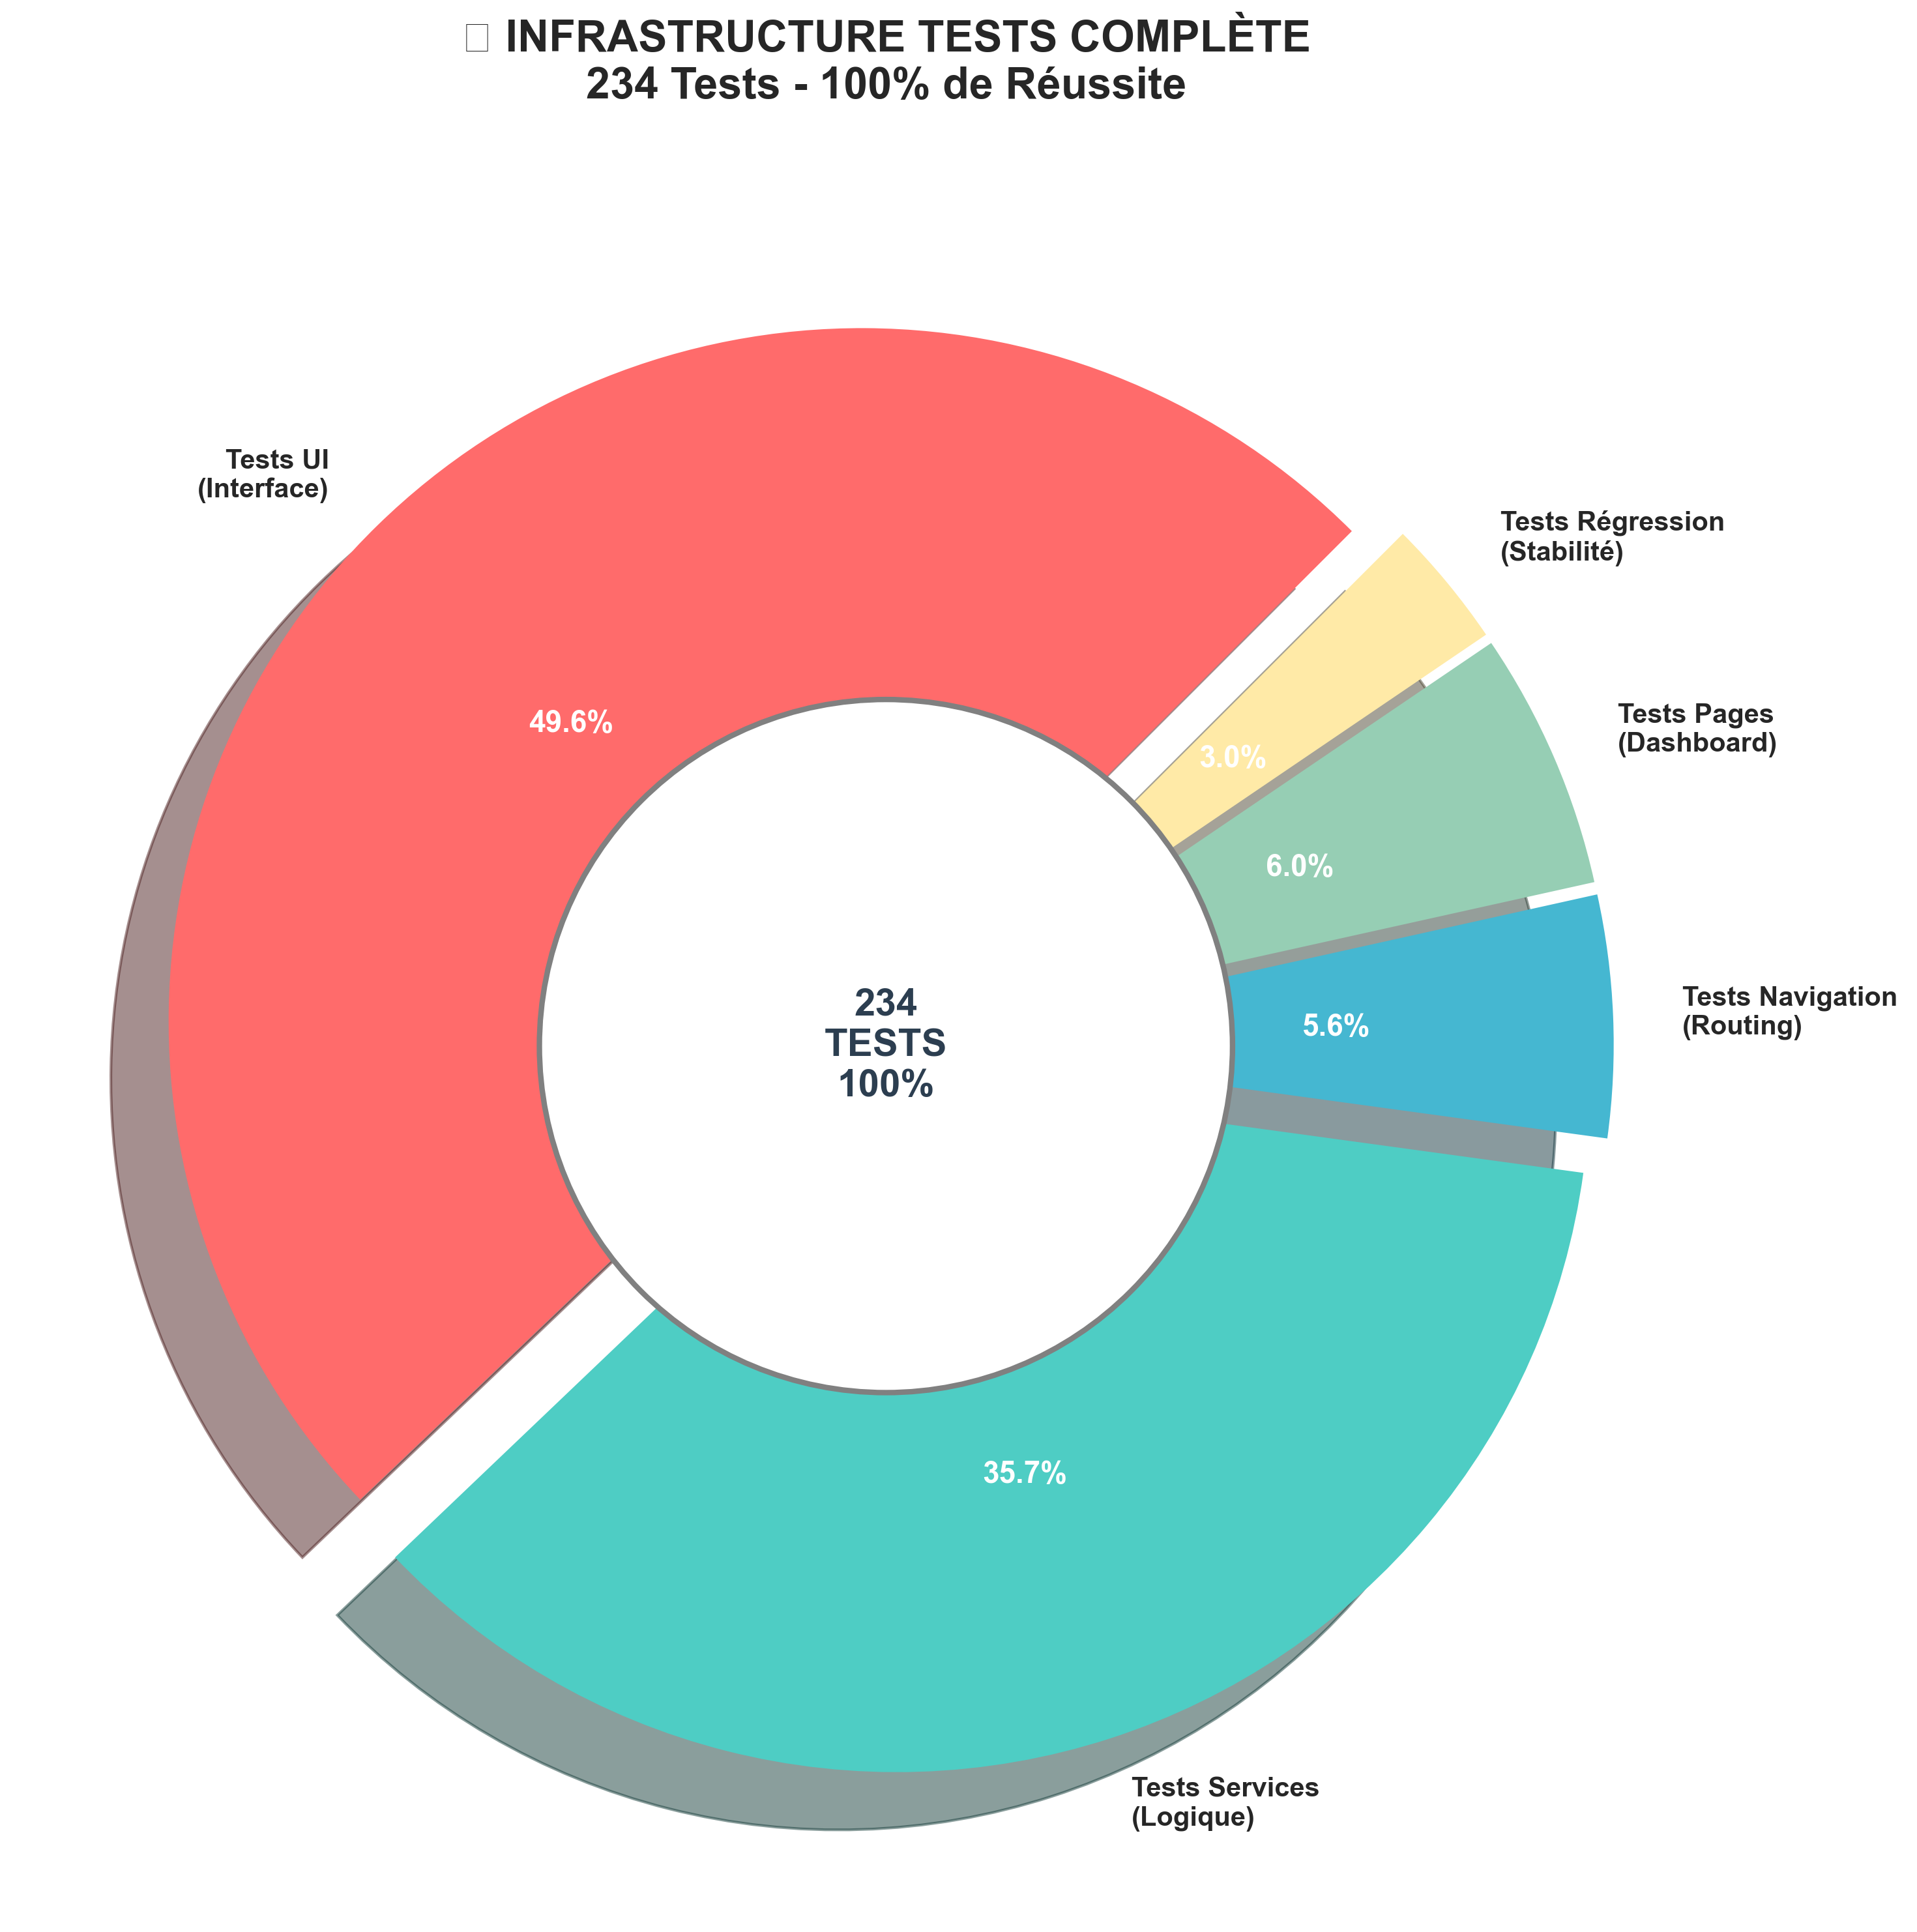 INFRASTRUCTURE TESTS COMPLÈTE
234 Tests - 100% de Réussite
Tests UI
(Interface)
Tests Régression
(Stabilité)
Tests Pages
(Dashboard)
49.6%
3.0%
6.0%
234
TESTS
100%
Tests Navigation
(Routing)
5.6%
35.7%
Tests Services
(Logique)